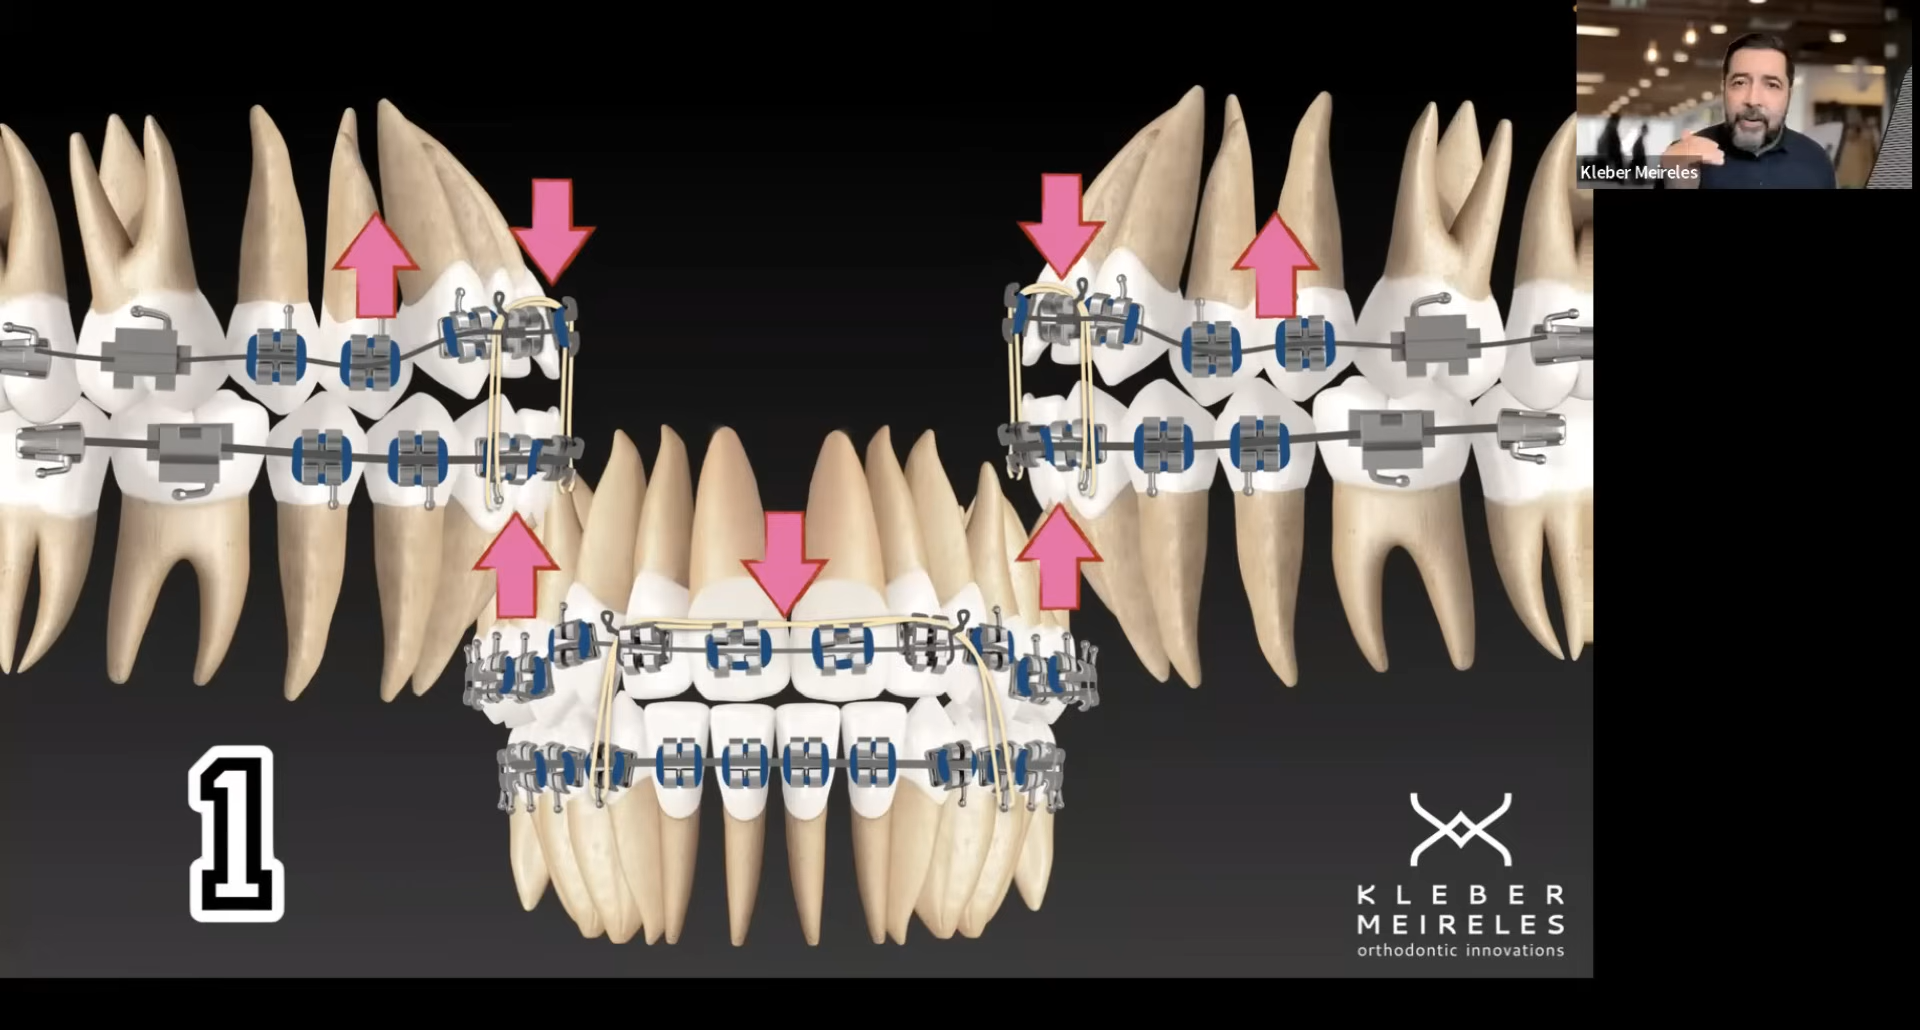 Kleber Meireles
1
KLEBER
MEIRELES
orthodontic innovations